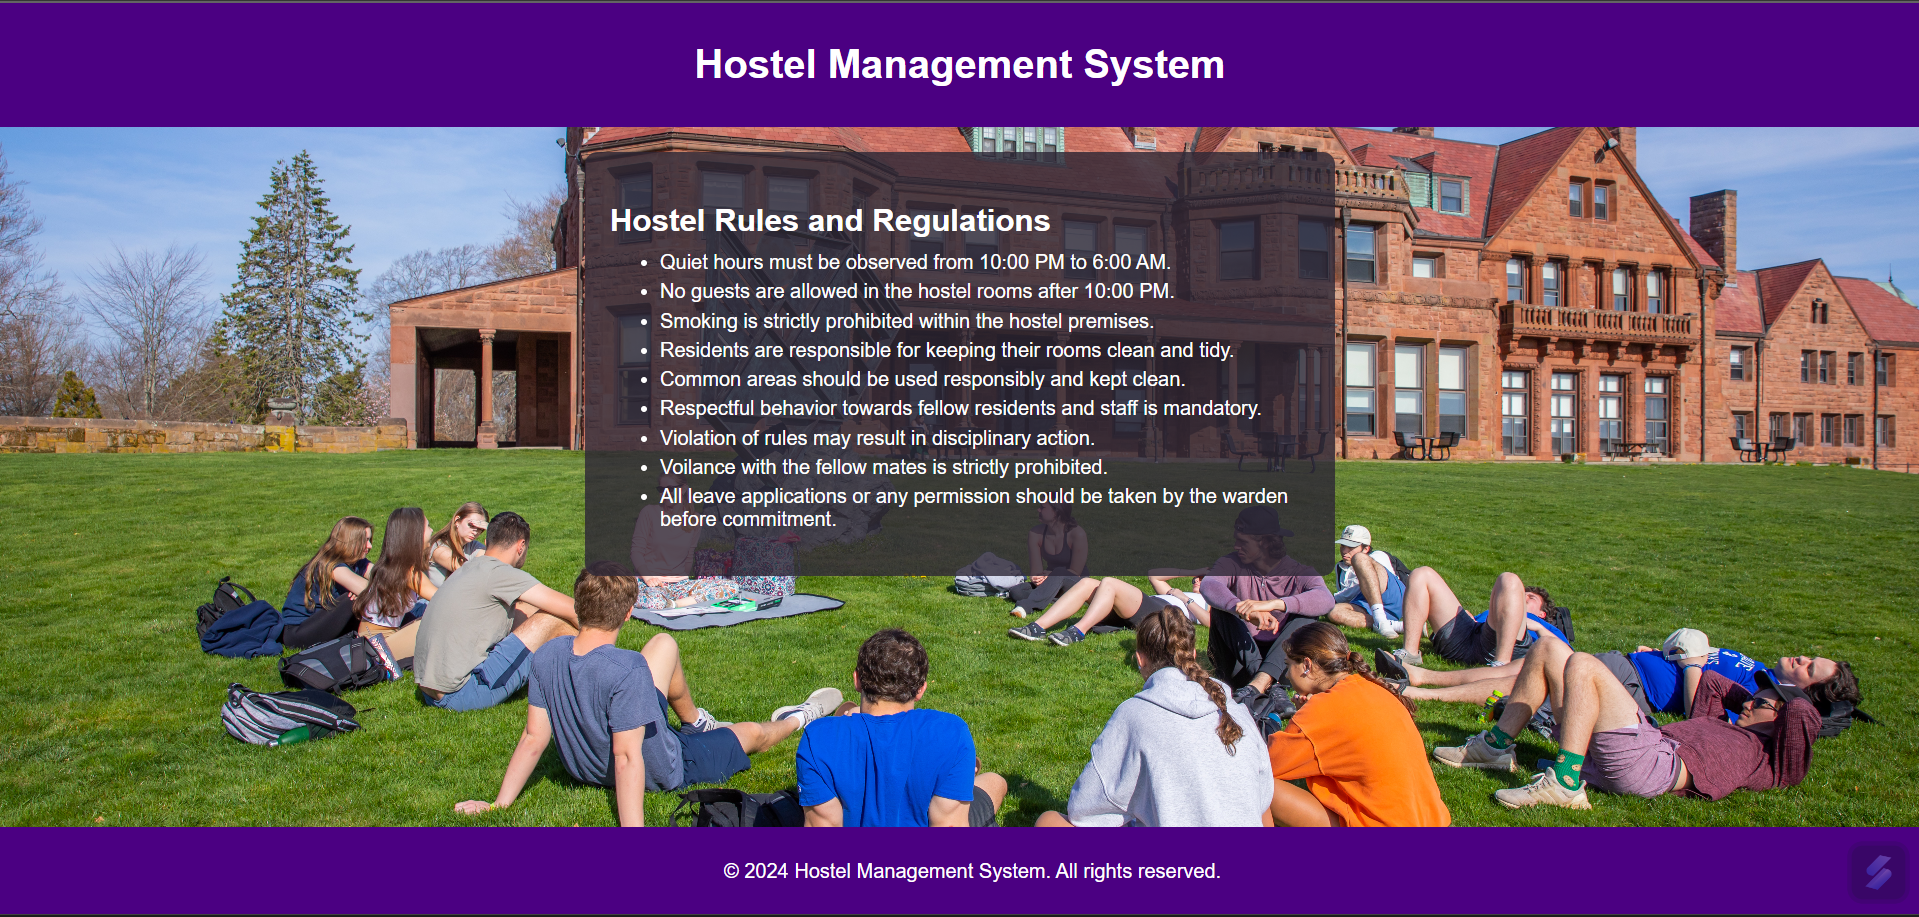 Hostel Management System
Hostel Rules and Regulations
• Quiet hours must be observed from 10:00 PM to 6:00 AM.
• No guests are allowed in the hostel rooms after 10:00 PM.
• Smoking is strictly prohibited within the hostel premises.
• Residents are responsible for keeping their rooms clean and tidy.
• Common areas should be used responsibly and kept clean.
• Respectful behavior towards fellow residents and staff is mandatory.
• Violation of rules may result in disciplinary action.
• Voilance with the fellow mates is strictly prohibited.
• All leave applications or any permission should be taken by the warden
before commitment.
© 2024 Hostel Management System. All rights reserved.